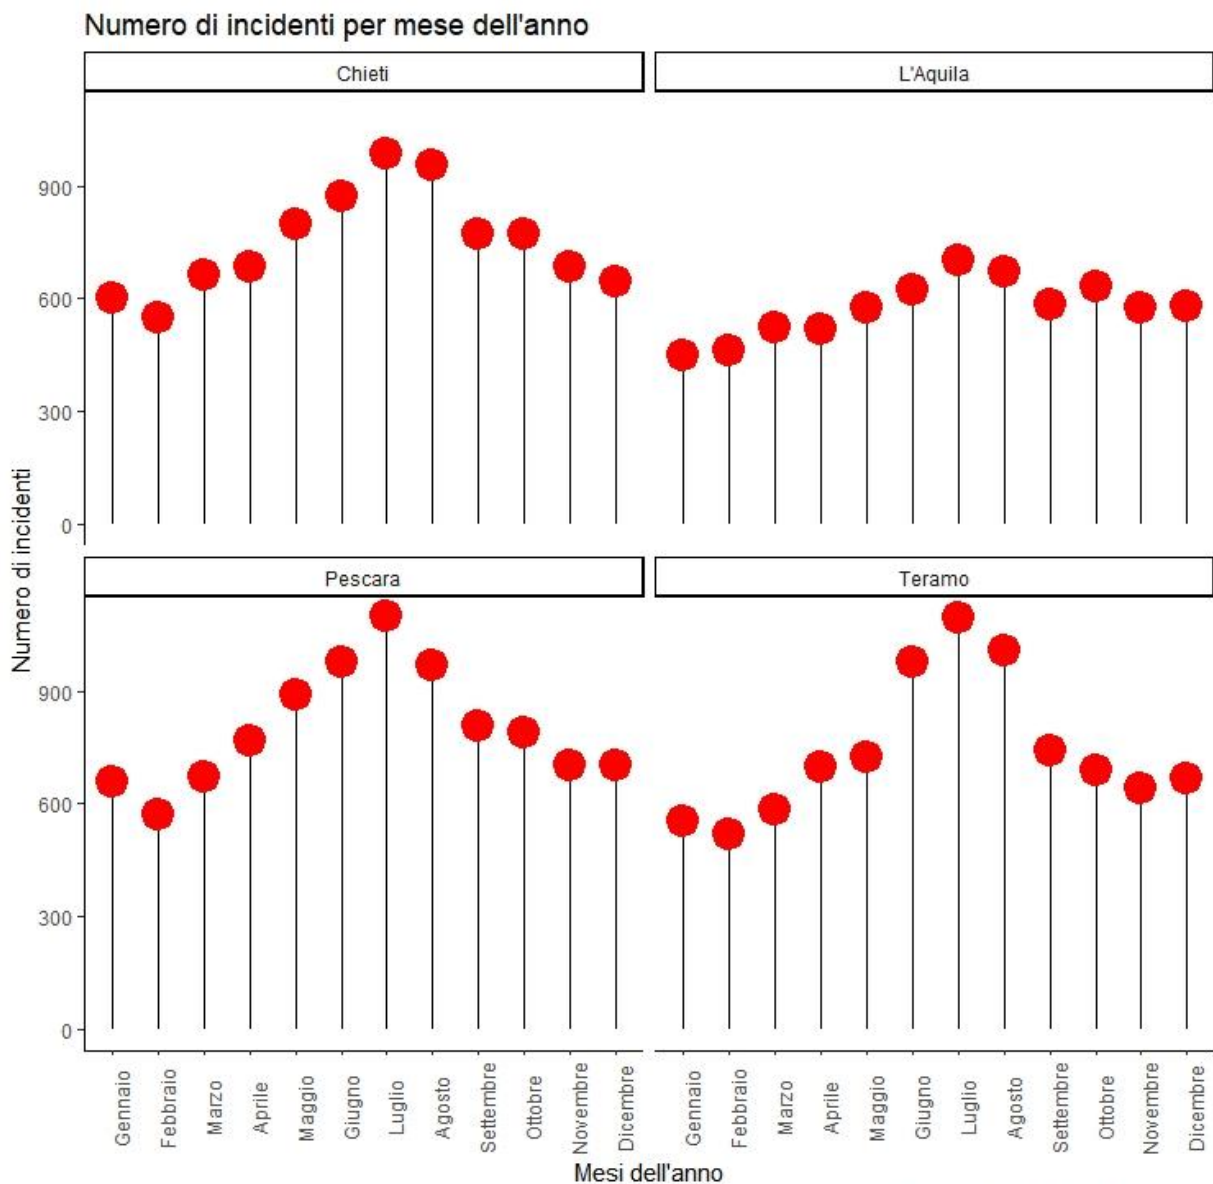 Numero di incidenti per mese dell'anno
Chieti
L'Aquila
900
600
300
0
Pescara
Teramo
900
600
300
0
Numero di incidenti
Gennaio
Febbraio
Marzo
Aprile
Maggio
Giugno
Luglio
Agosto
Settembre
Ottobre
Novembre
Dicembre
Gennaio
Febbraio
Marzo
Aprile
Maggio
Giugno
Luglio
Agosto
Settembre
Ottobre
Novembre
Dicembre
Mesi dell'anno